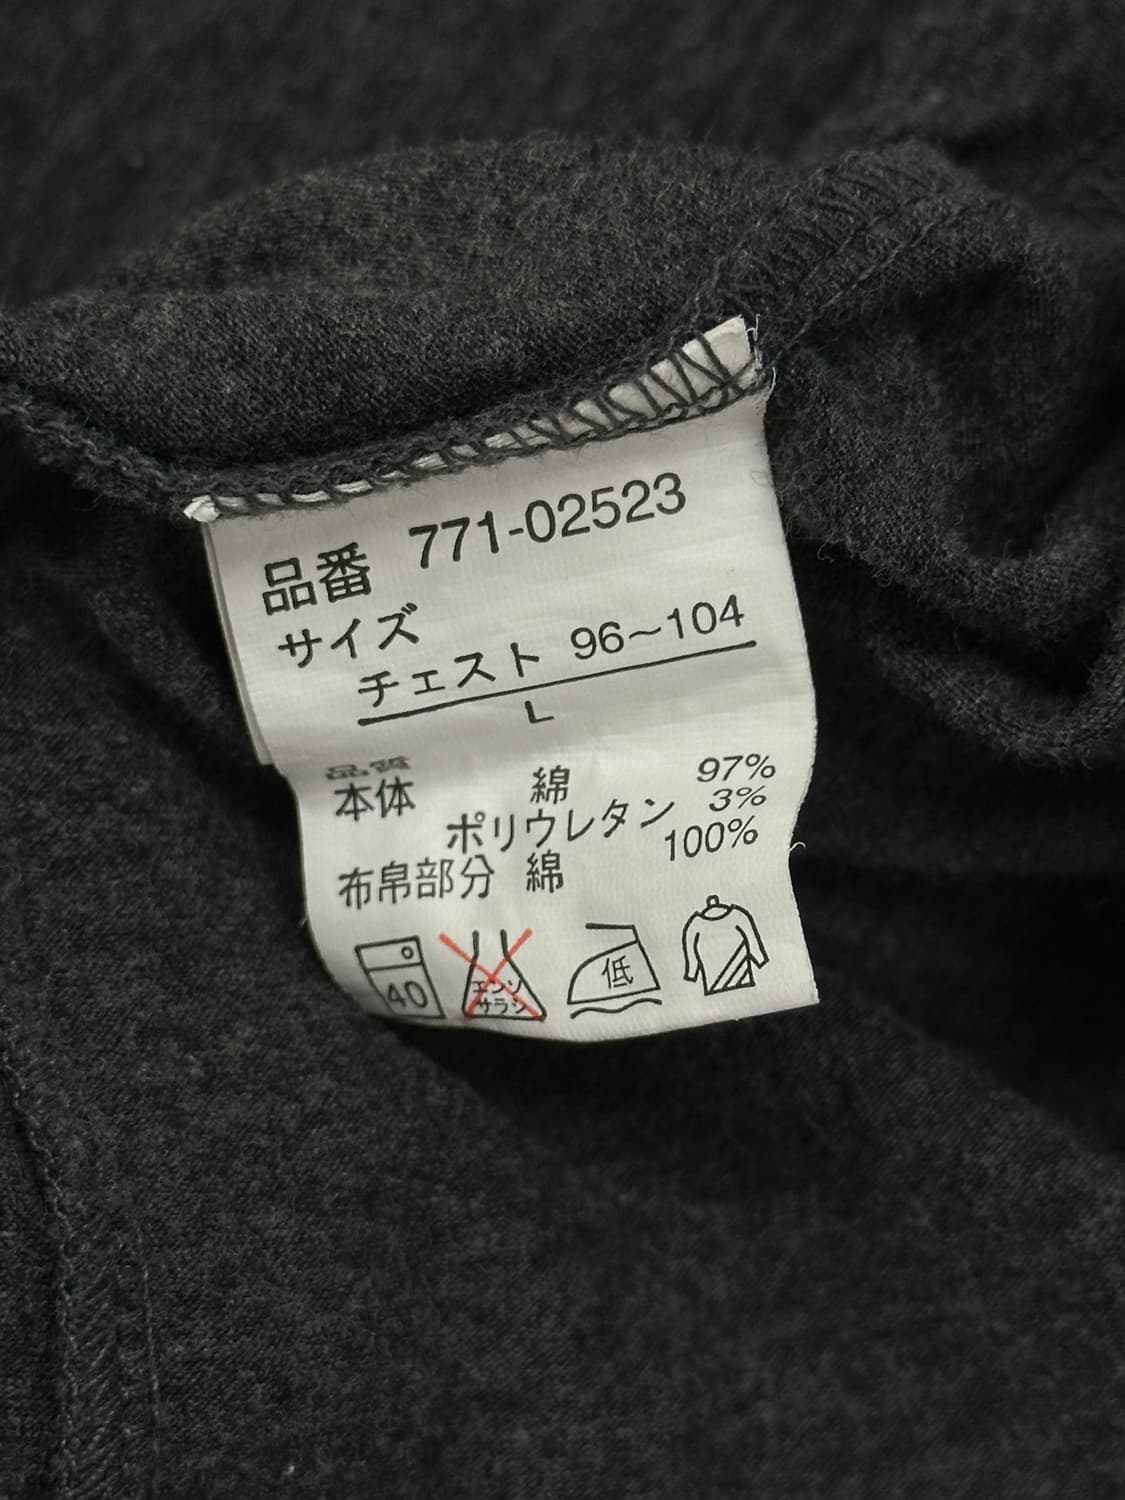 品番 771-02523
サイズ
チェスト 96~104
L
品質
本体 綿 97%
ポリウレタン 3%
布帛部分 綿 100%
40
エンソ
サラシ
低